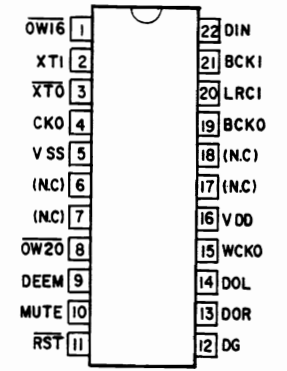 OW16 1 22 DIN
XTI 2 21 BCKI
XTO 3 20 LRCI
CKO 4 19 BCKO
VSS 5 18 (N.C)
(N.C) 6 17 (N.C)
(N.C) 7 16 VDD
OW20 8 15 WCKO
DEEM 9 14 DOL
MUTE 10 13 DOR
RST 11 12 DG